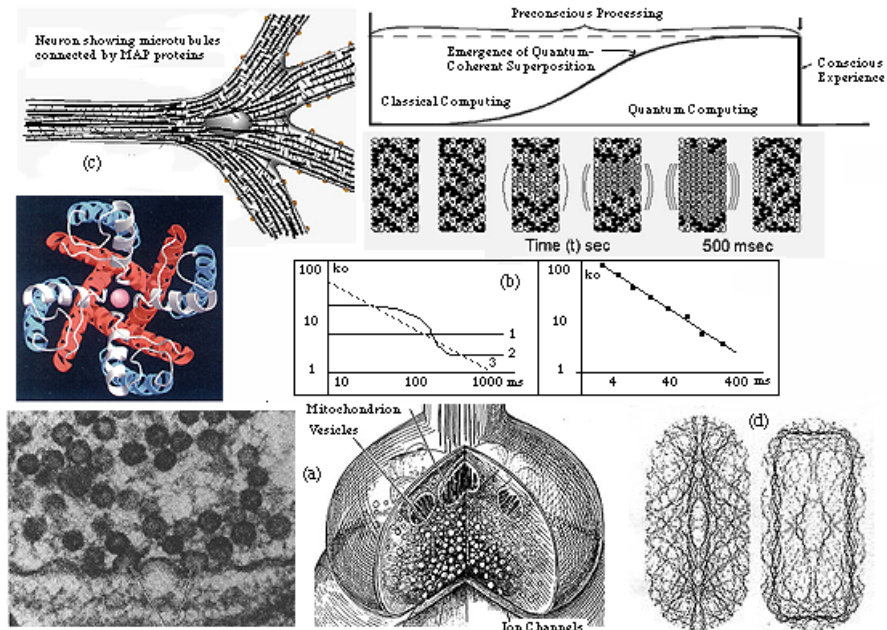 Neuron showing microtubules
connected by MAP proteins
(c)
Preconscious Processing
Emergence of Quantum-
Coherent Superposition
Conscious
Experience
Classical Computing
Quantum Computing
Time (t) sec
500 msec
100
ko
(b)
10
1
1
2
3
10
100
1000 ms
100
ko
10
1
4
40
400
ms
Mitochondrion
Vesicles
(a)
(d)
Ion Channels